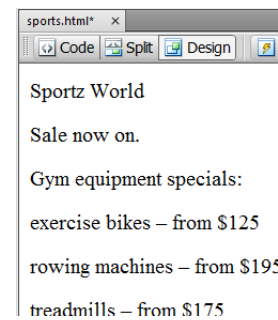 sports.html*
Code Split Design
Sportz World
Sale now on.
Gym equipment specials:
exercise bikes – from $125
rowing machines – from $195
treadmills – from $175